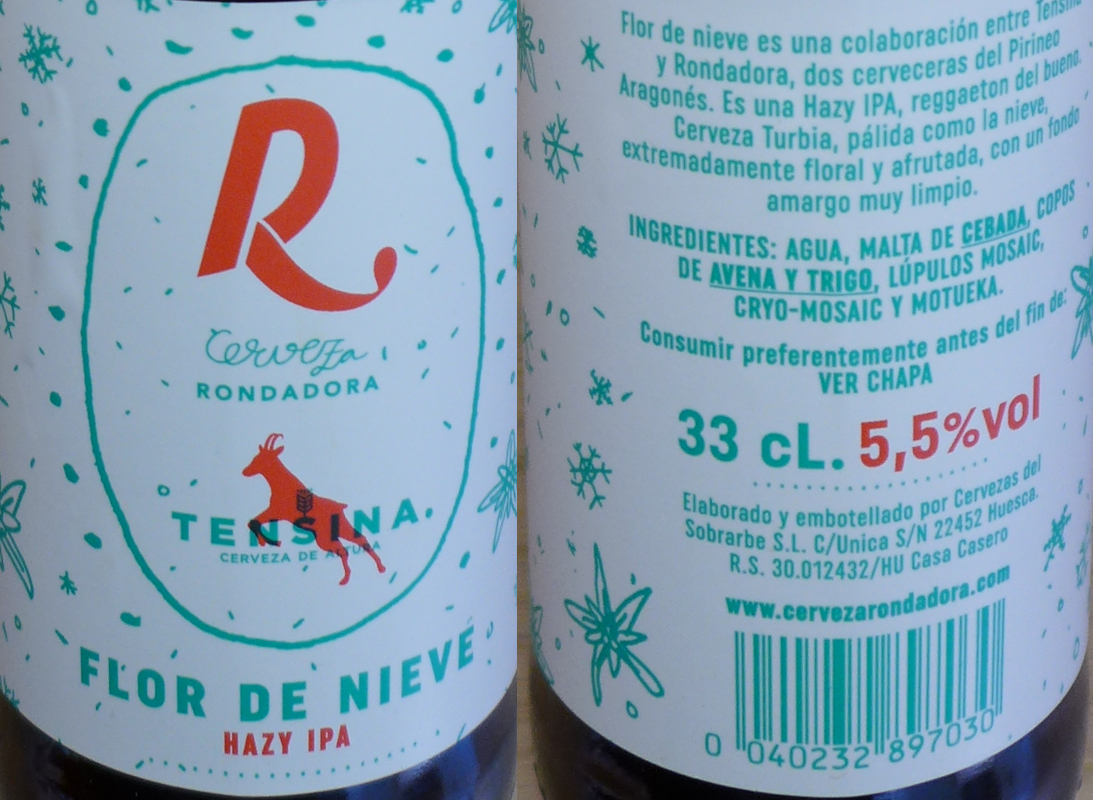 R
Cerveza
RONDADORA
TENSINA.
CERVEZA DE ALTURA
FLOR DE NIEVE
HAZY IPA
Flor de nieve es una colaboración entre Tensina
y Rondadora, dos cerveceras del Pirineo
Aragonés. Es una Hazy IPA, reggaeton del bueno.
Cerveza Turbia, pálida como la nieve,
extremadamente floral y afrutada, con un fondo
amargo muy limpio.
INGREDIENTES: AGUA, MALTA DE CEBADA, COPOS
DE AVENA Y TRIGO, LÚPULOS MOSAIC,
CRYO-MOSAIC Y MOTUEKA.
Consumir preferentemente antes del fin de:
VER CHAPA
33 cL. 5,5%vol
Elaborado y embotellado por Cervezas del
Sobrarbe S.L. C/Unica S/N 22452 Huesca.
R.S. 30.012432/HU Casa Casero
www.cervezarondadora.com
0 040232 897030